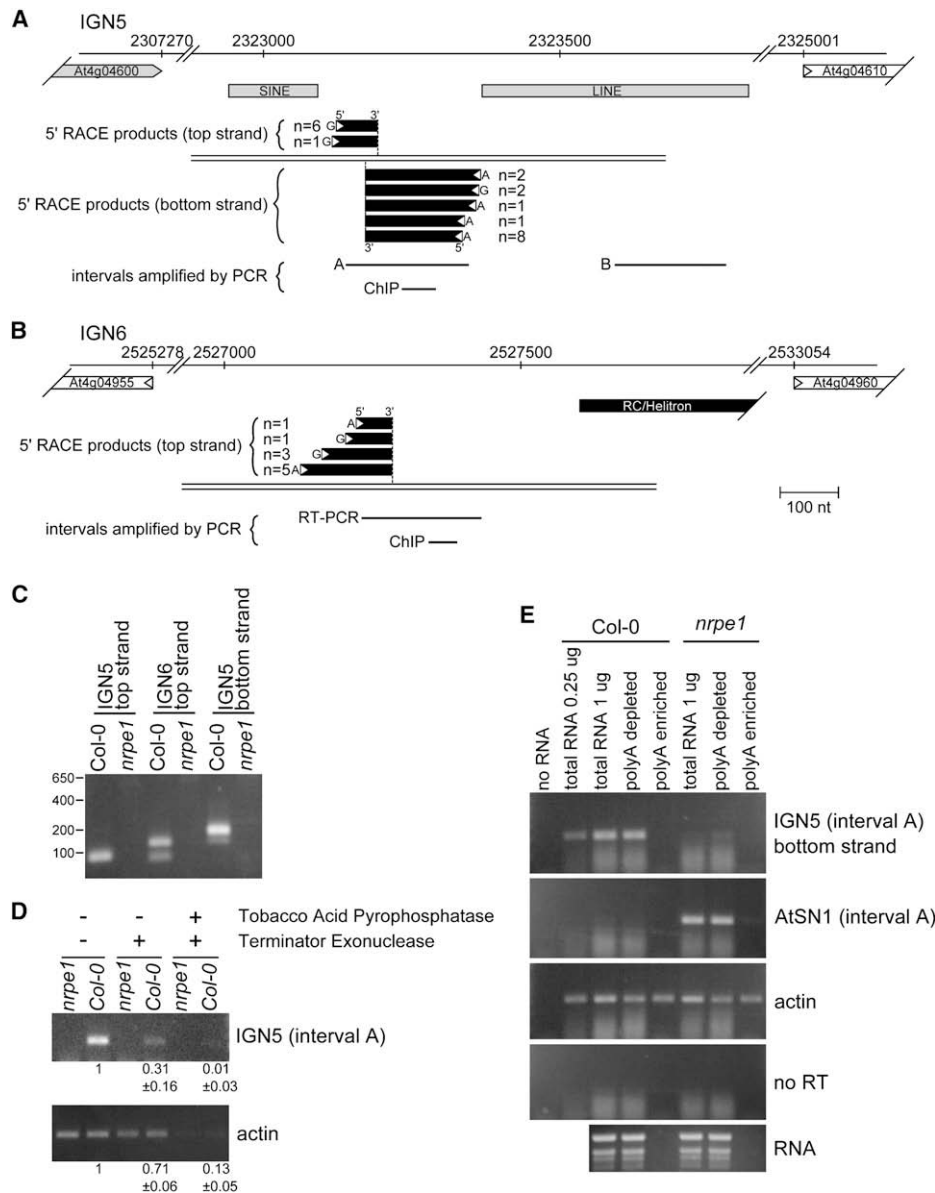 A
IGN5
2307270
2323000
2323500
2325001
At4g04600
At4g04610
SINE
LINE
5' 3'
5' RACE products (top strand)
n=6 G
n=1 G
5' RACE products (bottom strand)
A n=2
G n=2
A n=1
A n=1
A n=8
3' 5'
intervals amplified by PCR
A
B
ChIP
B
IGN6
2525278
2527000
2527500
2533054
At4g04955
At4g04960
RC/Helitron
5' 3'
5' RACE products (top strand)
n=1 A
n=1 G
n=3 G
n=5 A
100 nt
intervals amplified by PCR
RT-PCR
ChIP
C
IGN5 top strand
IGN6 top strand
IGN5 bottom strand
Col-0
nrpe1
Col-0
nrpe1
Col-0
nrpe1
650
400
200
100
D
- - + Tobacco Acid Pyrophosphatase
- + + Terminator Exonuclease
nrpe1
Col-0
nrpe1
Col-0
nrpe1
Col-0
IGN5 (interval A)
1 0.31 0.01
±0.16 ±0.03
actin
1 0.71 0.13
±0.06 ±0.05
E
Col-0
nrpe1
no RNA
total RNA 0.25 ug
total RNA 1 ug
polyA depleted
polyA enriched
total RNA 1 ug
polyA depleted
polyA enriched
IGN5 (interval A)
bottom strand
AtSN1 (interval A)
actin
no RT
RNA